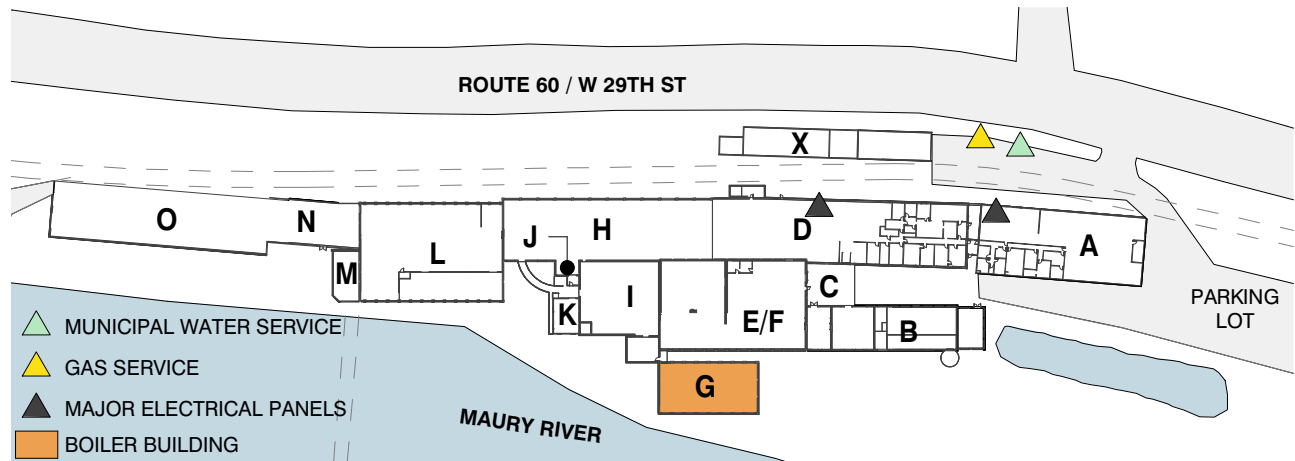 ROUTE 60 / W 29TH ST
X
O
N
J
H
D
A
M
L
I
C
K
E/F
B
G
PARKING
LOT
MAURY RIVER
MUNICIPAL WATER SERVICE
GAS SERVICE
MAJOR ELECTRICAL PANELS
BOILER BUILDING